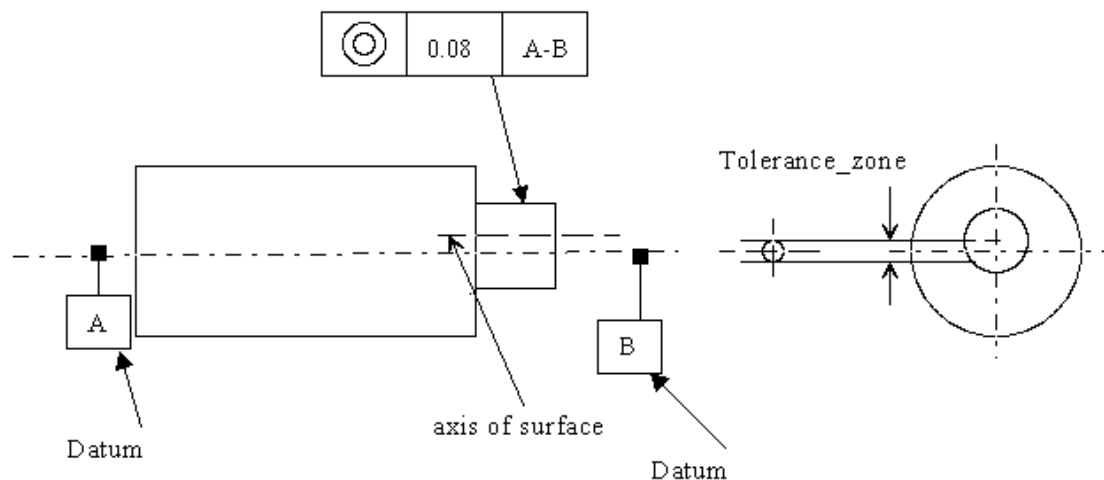 0.08 A-B
Tolerance_zone
A
B
axis of surface
Datum
Datum